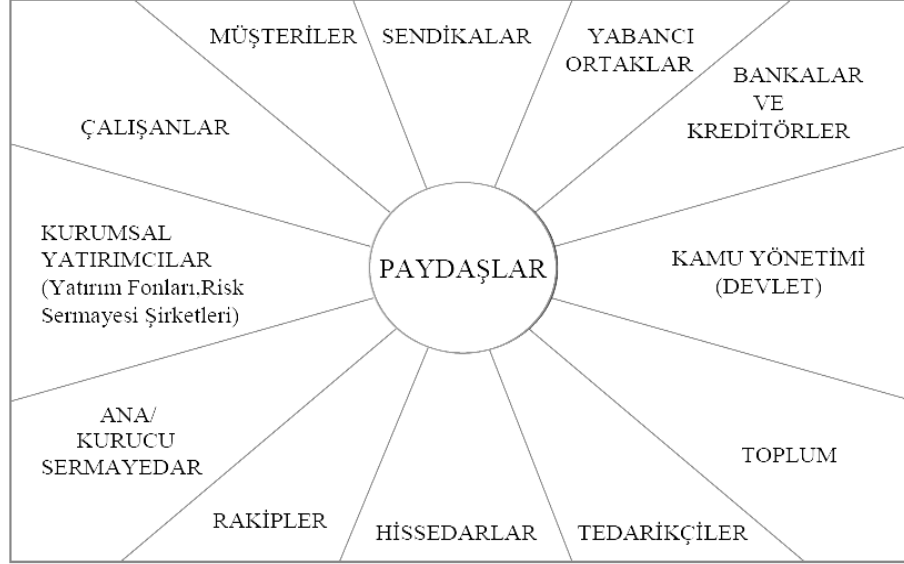 MÜŞTERİLER
SENDİKALAR
YABANCI
ORTAKLAR
BANKALAR
VE
KREDİTÖRLER
ÇALIŞANLAR
KURUMSAL
YATIRIMCILAR
(Yatırım Fonları,Risk
Sermayesi Şirketleri)
PAYDAŞLAR
KAMU YÖNETİMİ
(DEVLET)
ANA/
KURUCU
SERMAYEDAR
TOPLUM
RAKİPLER
HİSSEDARLAR
TEDARİKÇİLER